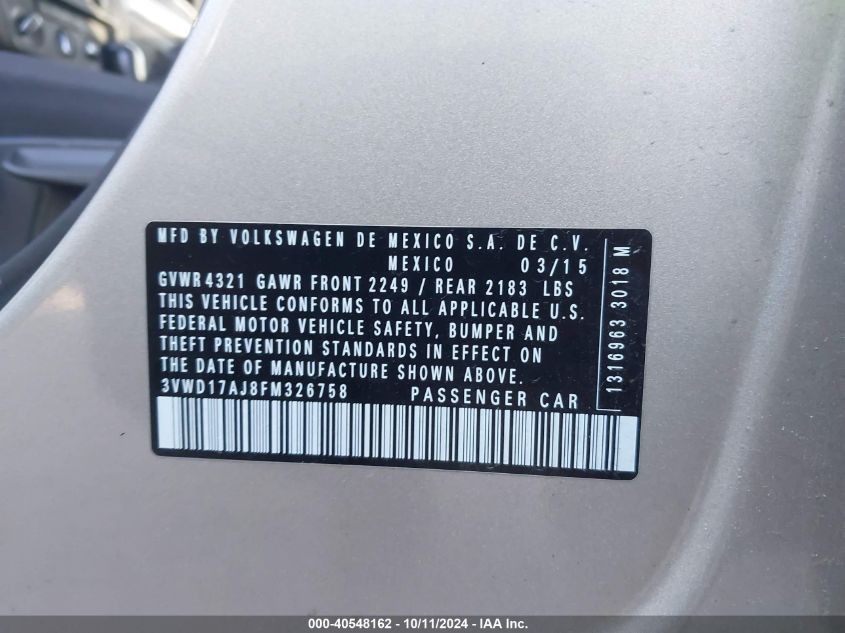 MFD BY VOLKSWAGEN DE MEXICO S.A. DE C.V.
MEXICO 03/15
GVWR 4321 GAWR FRONT 2249 / REAR 2183 LBS
THIS VEHICLE CONFORMS TO ALL APPLICABLE U.S.
FEDERAL MOTOR VEHICLE SAFETY, BUMPER AND
THEFT PREVENTION STANDARDS IN EFFECT ON
THE DATE OF MANUFACTURE SHOWN ABOVE.
3VWD17AJ8FM326758 PASSENGER CAR
1316963 3018 M
000-40548162 - 10/11/2024 - IAA Inc.